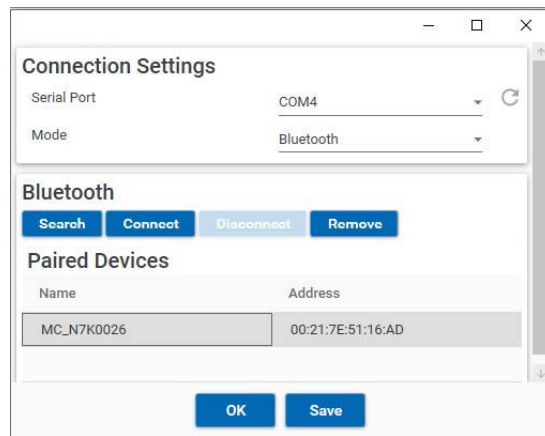 Connection Settings
Serial Port COM4
Mode Bluetooth
Bluetooth
Search Connect Disconnect Remove
Paired Devices
Name Address
MC_N7K0026 00:21:7E:51:16:AD
OK Save